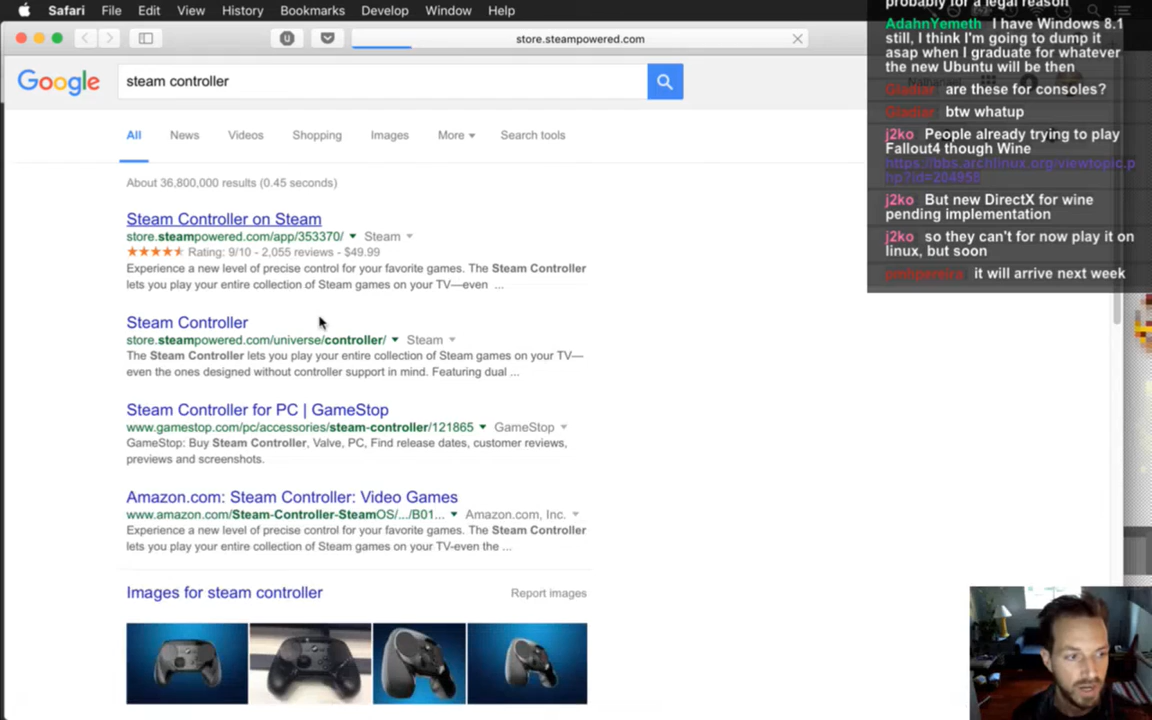 Safari File Edit View History Bookmarks Develop Window Help
store.steampowered.com
Google
steam controller
All News Videos Shopping Images More Search tools
About 36,800,000 results (0.45 seconds)
Steam Controller on Steam
store.steampowered.com/app/353370/ Steam
Rating: 9/10 - 2,055 reviews - $49.99
Experience a new level of precise control for your favorite games. The Steam Controller
lets you play your entire collection of Steam games on your TV—even ...
Steam Controller
store.steampowered.com/universe/controller/ Steam
The Steam Controller lets you play your entire collection of Steam games on your TV—
even the ones designed without controller support in mind. Featuring dual ...
Steam Controller for PC | GameStop
www.gamestop.com/pc/accessories/steam-controller/121865 GameStop
GameStop: Buy Steam Controller, Valve, PC, Find release dates, customer reviews,
previews and screenshots.
Amazon.com: Steam Controller: Video Games
www.amazon.com/Steam-Controller-SteamOS/.../B01... Amazon.com, Inc.
Experience a new level of precise control for your favorite games. The Steam Controller
lets you play your entire collection of Steam games on your TV-even the ...
Images for steam controller
Report images
probably for a legal reason
AdahnYemeth I have Windows 8.1
still, I think I'm going to dump it
asap when I graduate for whatever
the new Ubuntu will be then
Gladiar are these for consoles?
Gladiar btw whatup
j2ko People already trying to play
Fallout4 though Wine
https://bbs.archlinux.org/viewtopic.p
hp?id=204958
j2ko But new DirectX for wine
pending implementation
j2ko so they can't for now play it on
linux, but soon
it will arrive next week